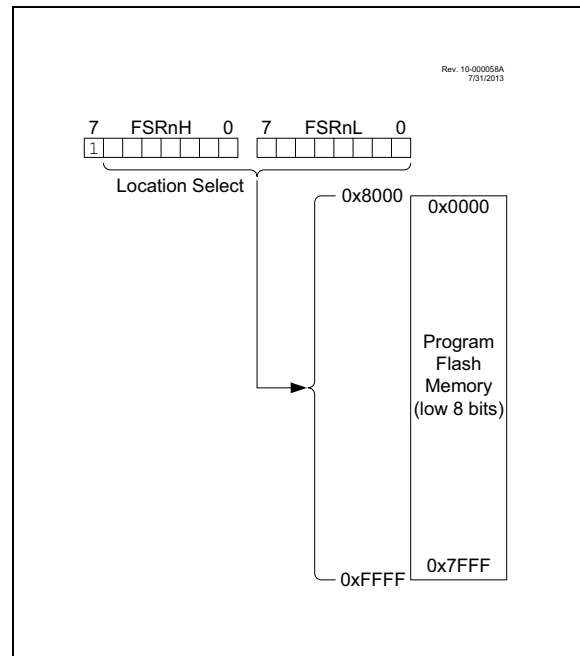 Rev. 10-000058A
7/31/2013
7 FSRnH 0 7 FSRnL 0
1
Location Select
0x8000
0x0000
Program
Flash
Memory
(low 8 bits)
0x7FFF
0xFFFF